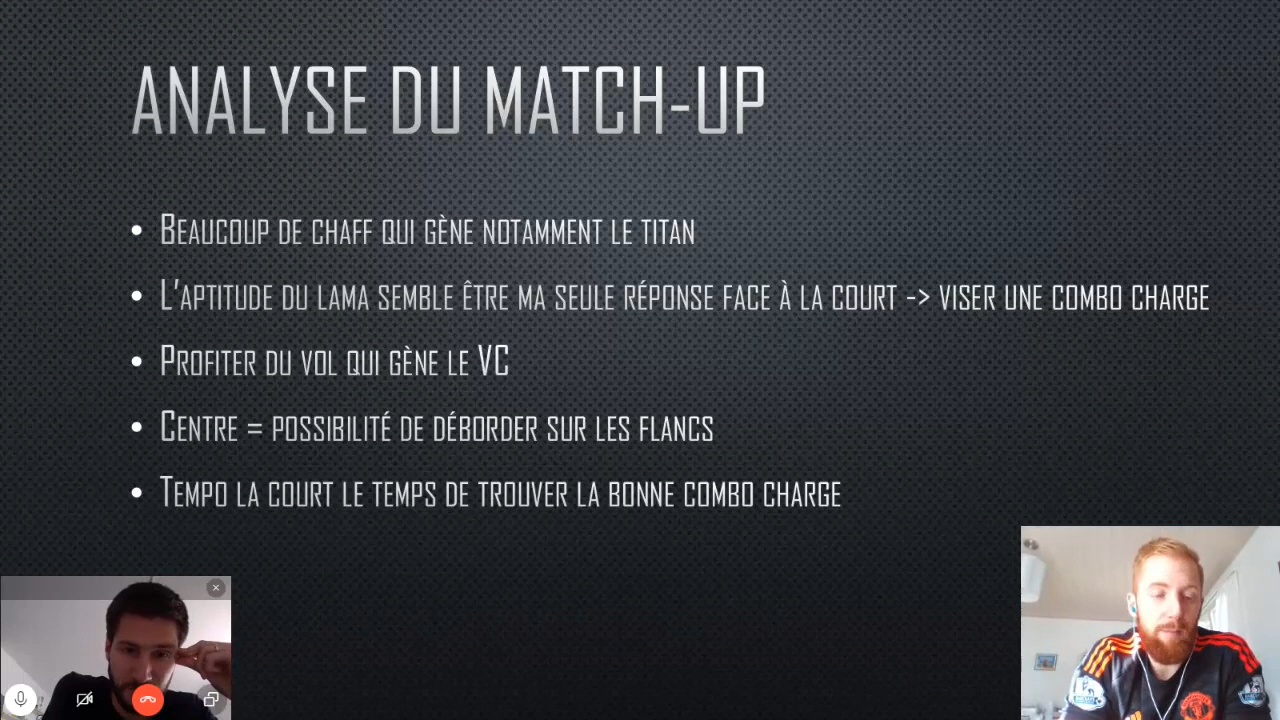 ANALYSE DU MATCH-UP
• BEAUCOUP DE CHAFF QUI GÈNE NOTAMMENT LE TITAN
• L'APTITUDE DU LAMA SEMBLE ÊTRE MA SEULE RÉPONSE FACE À LA COURT -> VISER UNE COMBO CHARGE
• PROFITER DU VOL QUI GÈNE LE VC
• CENTRE = POSSIBILITÉ DE DÉBORDER SUR LES FLANCS
• TEMPO LA COURT LE TEMPS DE TROUVER LA BONNE COMBO CHARGE